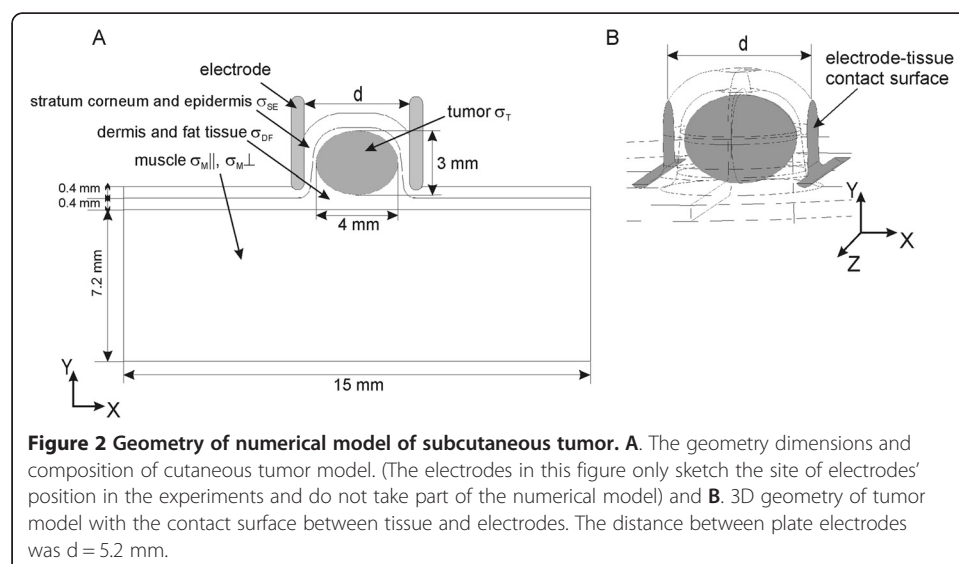 A
B
electrode
d
stratum corneum and epidermis σSE
tumor σT
dermis and fat tissue σDF
muscle σM||, σM⊥
3 mm
0.4 mm
0.4 mm
4 mm
7.2 mm
15 mm
Y
X
d
electrode-tissue
contact surface
Y
X
Z
Figure 2 Geometry of numerical model of subcutaneous tumor. A. The geometry dimensions and
composition of cutaneous tumor model. (The electrodes in this figure only sketch the site of electrodes’
position in the experiments and do not take part of the numerical model) and B. 3D geometry of tumor
model with the contact surface between tissue and electrodes. The distance between plate electrodes
was d = 5.2 mm.